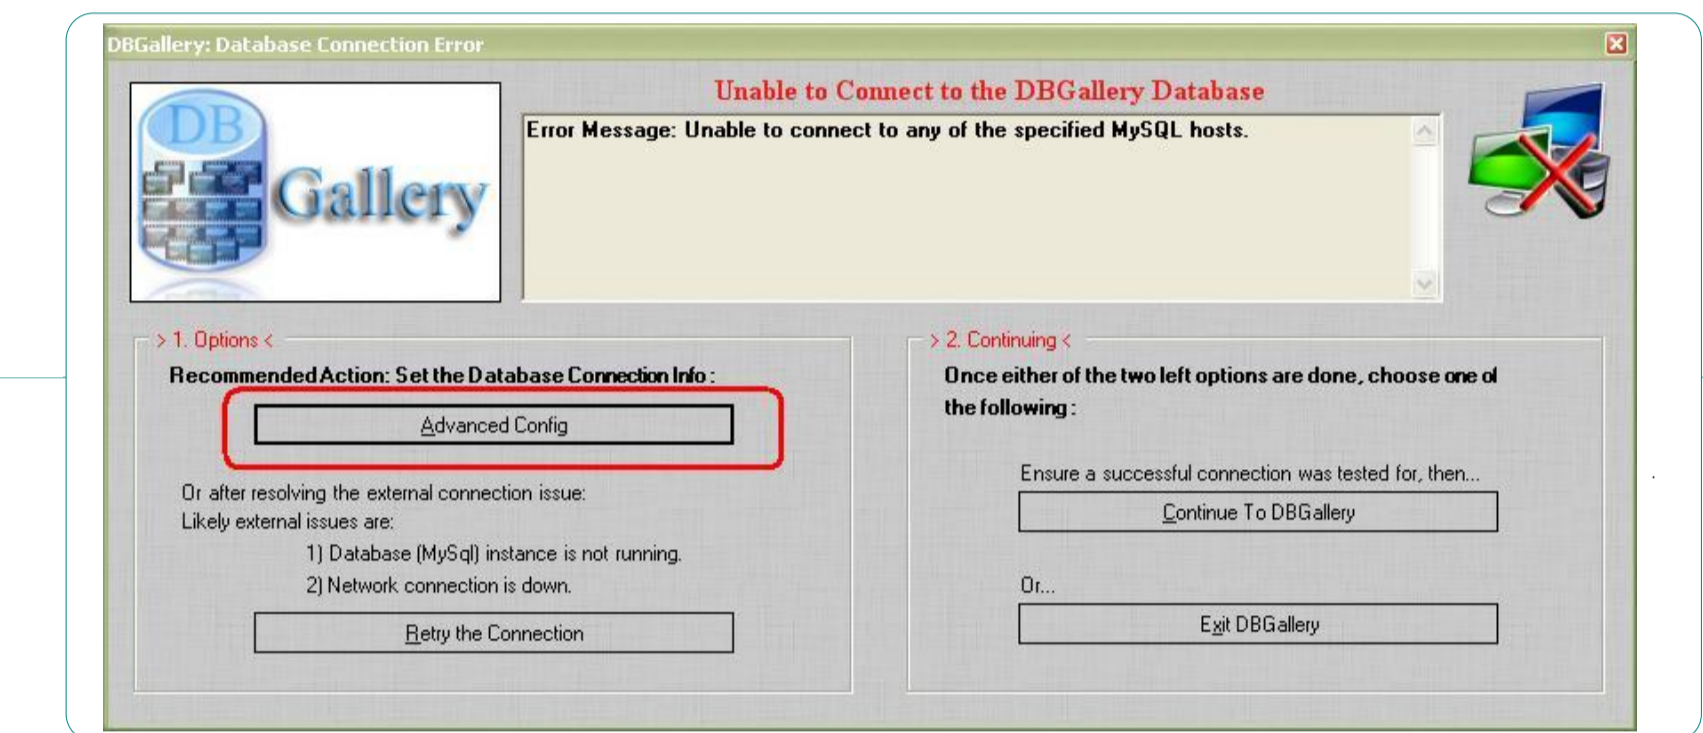 DBGallery: Database Connection Error
DB
Gallery
Unable to Connect to the DBGallery Database
Error Message: Unable to connect to any of the specified MySQL hosts.
> 1. Options <
Recommended Action: Set the Database Connection Info :
Advanced Config
Or after resolving the external connection issue:
Likely external issues are:
1) Database (MySql) instance is not running.
2) Network connection is down.
Retry the Connection
> 2. Continuing <
Once either of the two left options are done, choose one of
the following :
Ensure a successful connection was tested for, then...
Continue To DBGallery
Or...
Exit DBGallery